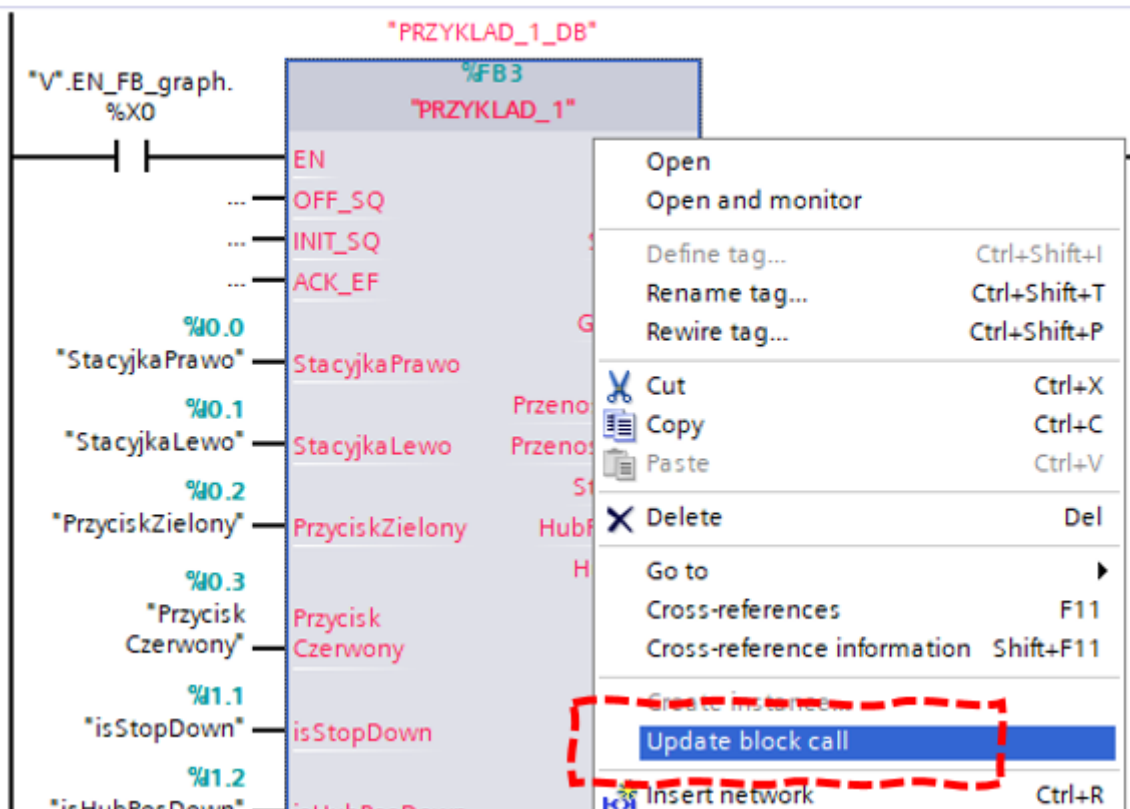 "PRZYKLAD_1_DB"
"V".EN_FB_graph.
%X0
%FB3
"PRZYKLAD_1"
EN
... OFF_SQ
... INIT_SQ
... ACK_EF
%I0.0
"StacyjkaPrawo" StacyjkaPrawo
%I0.1
"StacyjkaLewo" StacyjkaLewo
%I0.2
"PrzyciskZielony" PrzyciskZielony
%I0.3
"Przycisk
Czerwony"
Przycisk
Czerwony
%I1.1
"isStopDown" isStopDown
%I1.2
"isHubPosDown"
Open
Open and monitor
Define tag... Ctrl+Shift+I
Rename tag... Ctrl+Shift+T
Rewire tag... Ctrl+Shift+P
Cut Ctrl+X
Copy Ctrl+C
Paste Ctrl+V
Delete Del
Go to
Cross-references F11
Cross-reference information Shift+F11
Create instance...
Update block call
Insert network Ctrl+R